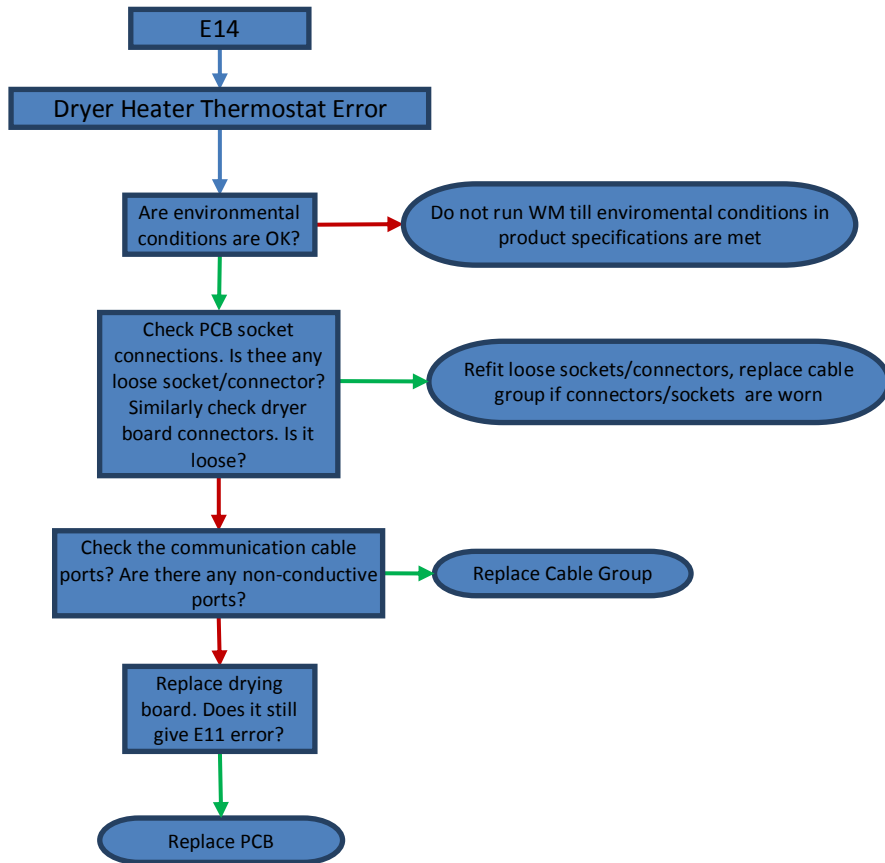 E14
Dryer Heater Thermostat Error
Are environmental
conditions are OK?
Do not run WM till enviromental conditions in
product specifications are met
Check PCB socket
connections. Is thee any
loose socket/connector?
Similarly check dryer
board connectors. Is it
loose?
Refit loose sockets/connectors, replace cable
group if connectors/sockets are worn
Check the communication cable
ports? Are there any non-conductive
ports?
Replace Cable Group
Replace drying
board. Does it still
give E11 error?
Replace PCB